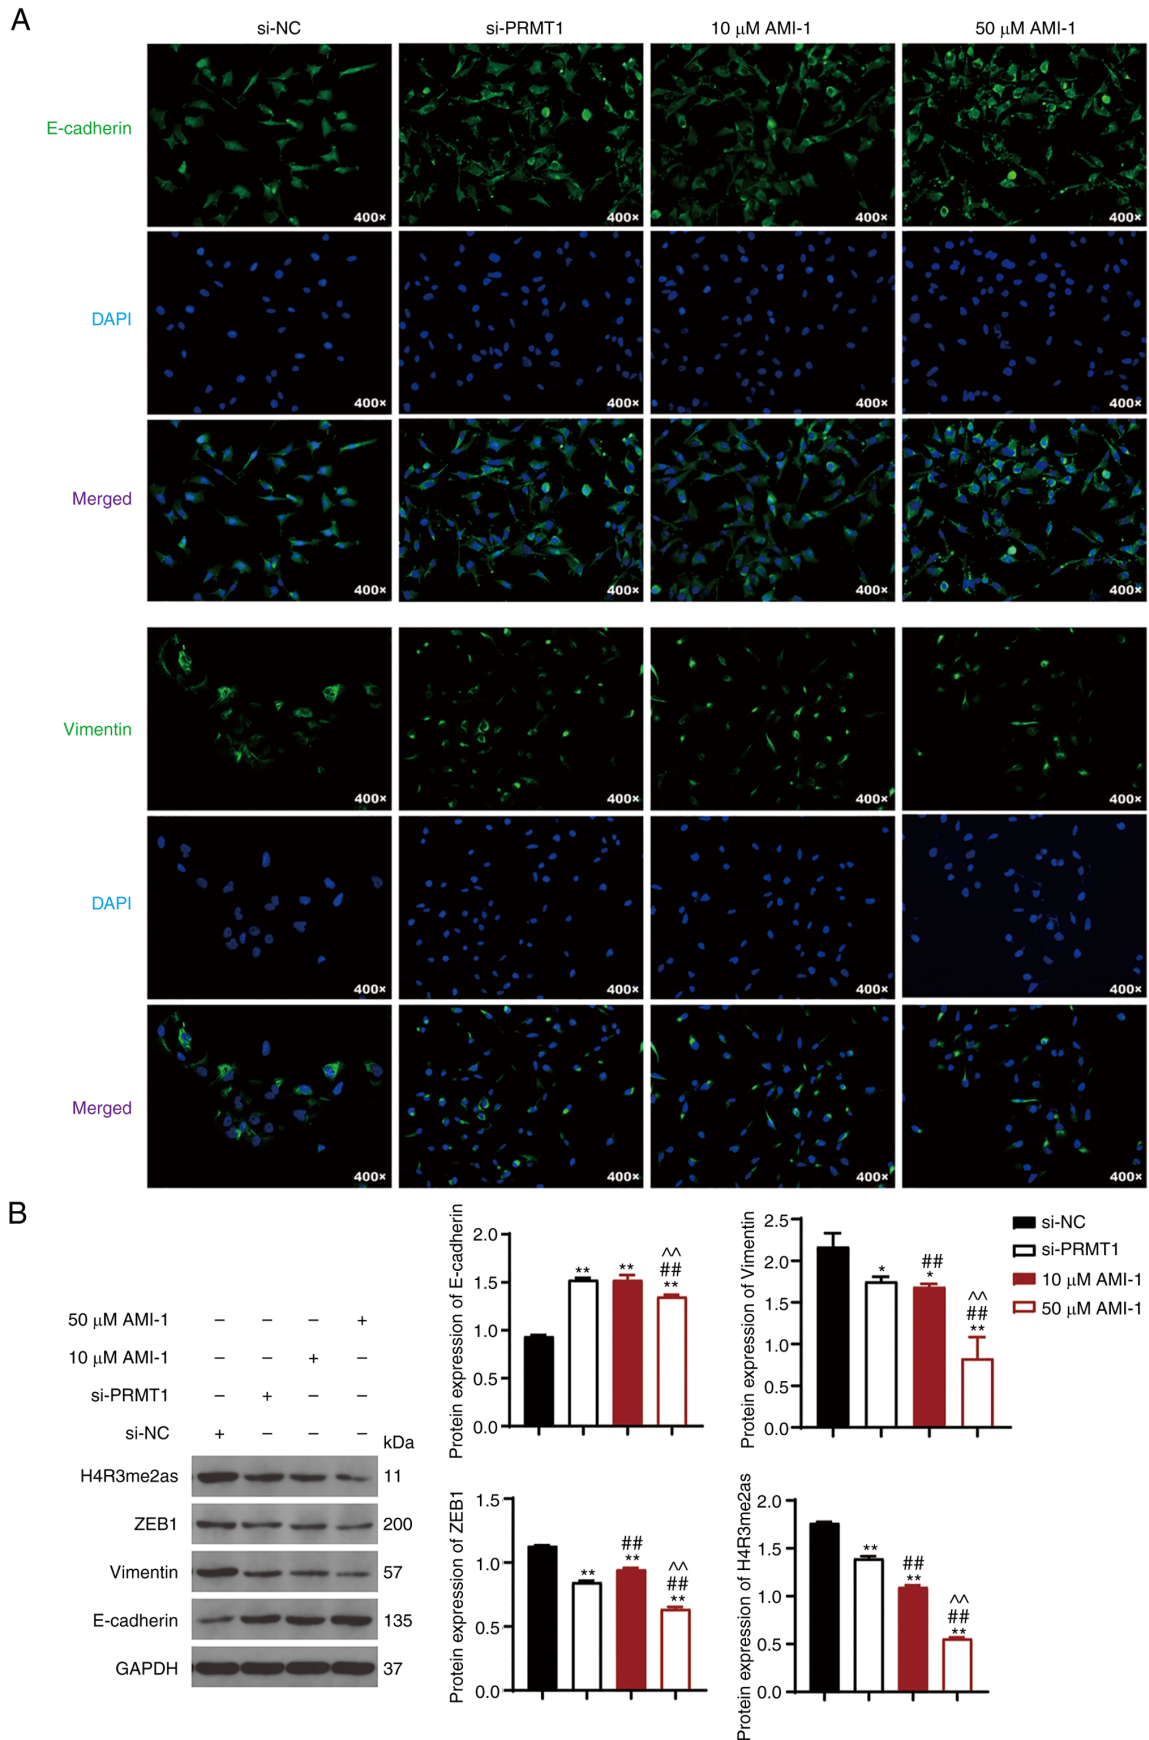 A
si-NC si-PRMT1 10 μM AMI-1 50 μM AMI-1
E-cadherin
400× 400× 400× 400×
DAPI
400× 400× 400× 400×
Merged
400× 400× 400× 400×
Vimentin
400× 400× 400× 400×
DAPI
400× 400× 400× 400×
Merged
400× 400× 400× 400×
B
50 μM AMI-1 – – – +
10 μM AMI-1 – – + –
si-PRMT1 – + – –
si-NC + – – –
kDa
H4R3me2as 11
ZEB1 200
Vimentin 57
E-cadherin 135
GAPDH 37
Protein expression of E-cadherin
2.0
1.5
1.0
0.5
0.0
**
**
^^
##
**
Protein expression of Vimentin
2.5
2.0
1.5
1.0
0.5
0.0
*
##
*
^^
##
**
si-NC
si-PRMT1
10 μM AMI-1
50 μM AMI-1
Protein expression of ZEB1
1.5
1.0
0.5
0.0
**
##
**
^^
##
**
Protein expression of H4R3me2as
2.0
1.5
1.0
0.5
0.0
**
##
**
^^
##
**